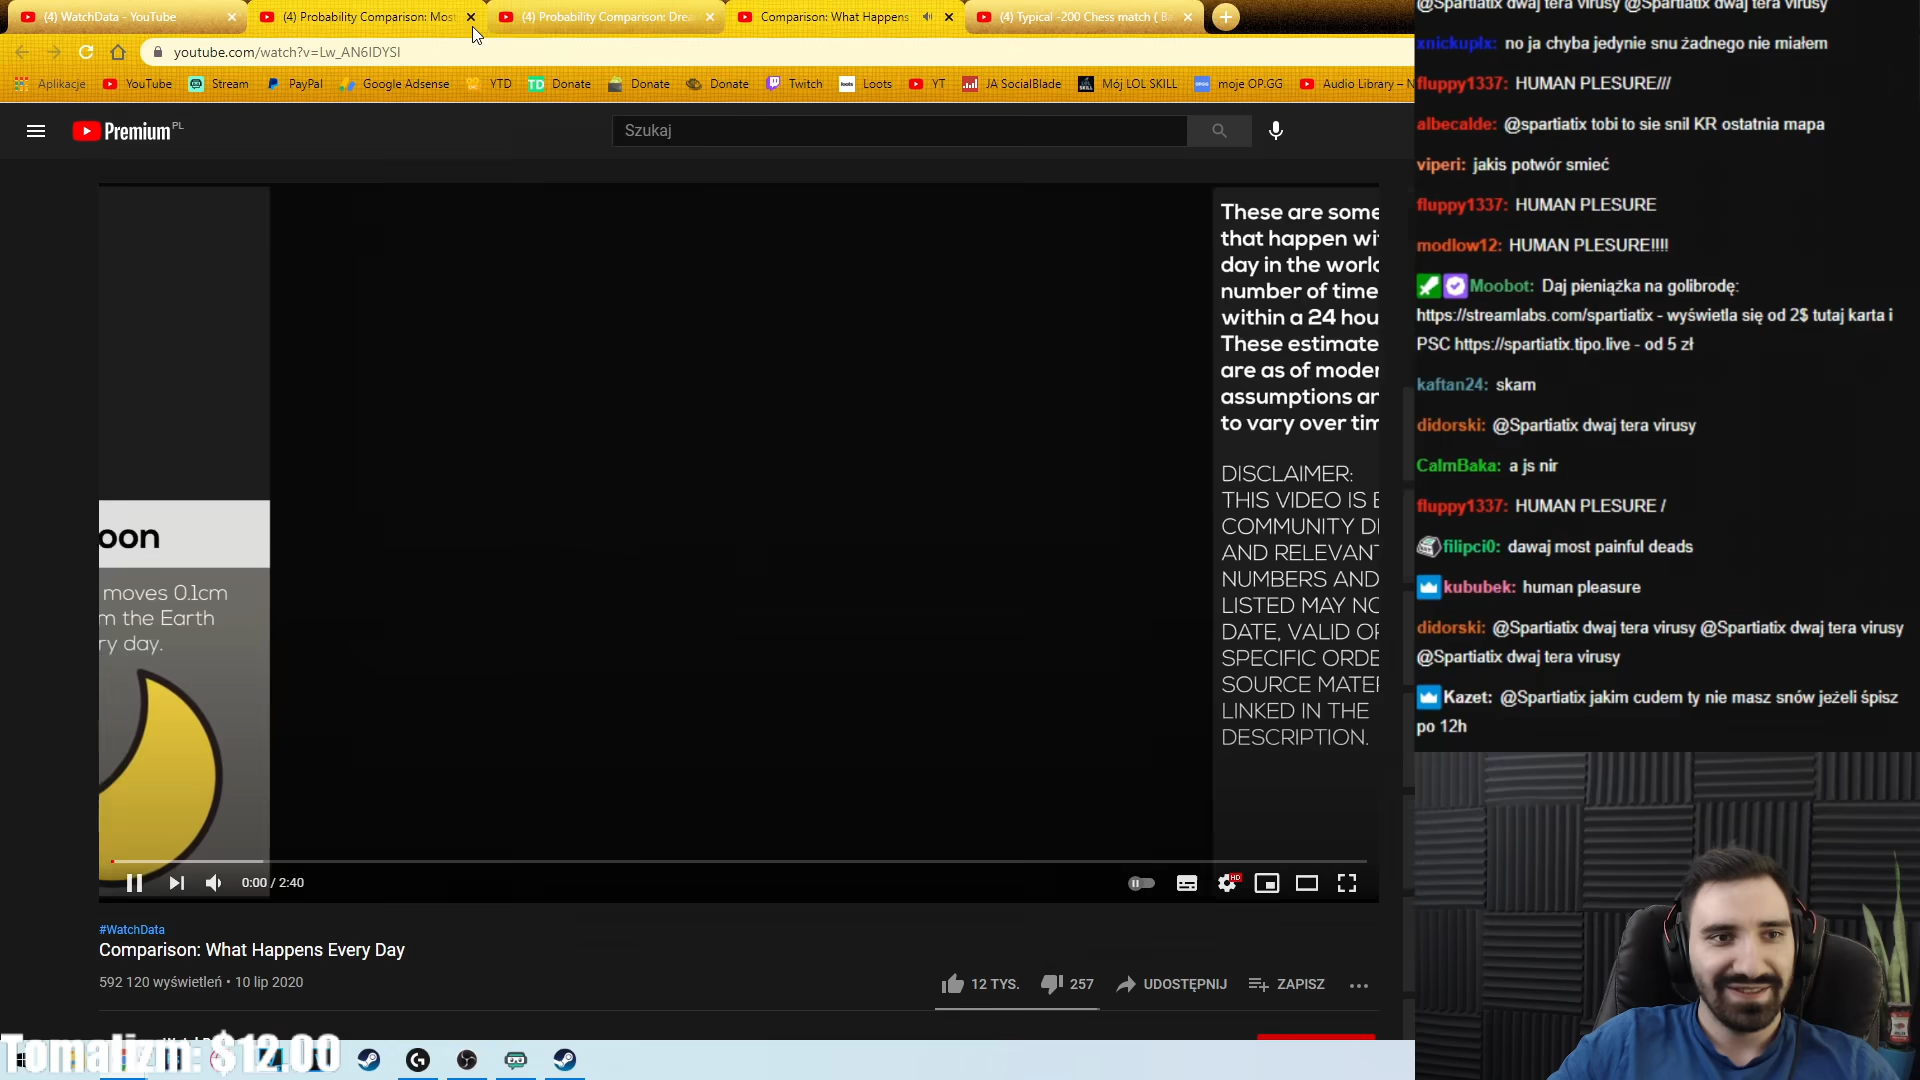 (4) WatchData - YouTube
(4) Probability Comparison: Most
(4) Probability Comparison: Drea
Comparison: What Happens
(4) Typical -200 Chess match ( Ba
youtube.com/watch?v=Lw_AN6IDYSI
Aplikacje
YouTube
Stream
PayPal
Google Adsense
YTD
TD
Donate
Donate
Donate
Twitch
loots
Loots
YT
JA SocialBlade
Mój LOL SKILL
moje OP.GG
Audio Library – N
Premium PL
Szukaj
oon
moves 0.1cm
m the Earth
ry day.
These are some
that happen wi
day in the world
number of time
within a 24 hou
These estimate
are as of moder
assumptions an
to vary over tim
DISCLAIMER:
THIS VIDEO IS B
COMMUNITY DI
AND RELEVANT
NUMBERS AND
LISTED MAY NO
DATE, VALID OR
SPECIFIC ORDE
SOURCE MATER
LINKED IN THE
DESCRIPTION.
0:00 / 2:40
HD
#WatchData
Comparison: What Happens Every Day
592 120 wyświetleń • 10 lip 2020
12 TYS.
257
UDOSTĘPNIJ
ZAPISZ
Tomalizm: $12.00
@Spartiatix dwaj tera virusy @Spartiatix dwaj tera virusy
xnickuplx: no ja chyba jedynie snu żadnego nie miałem
fluppy1337: HUMAN PLESURE///
albecalde: @spartiatix tobi to sie snil KR ostatnia mapa
viperi: jakis potwór smieć
fluppy1337: HUMAN PLESURE
modlow12: HUMAN PLESURE!!!!
Moobot: Daj pieniążka na golibrodę:
https://streamlabs.com/spartiatix - wyświetla się od 2$ tutaj karta i
PSC https://spartiatix.tipo.live - od 5 zł
kaftan24: skam
didorski: @Spartiatix dwaj tera virusy
CalmBaka: a js nir
fluppy1337: HUMAN PLESURE /
filipci0: dawaj most painful deads
kububek: human pleasure
didorski: @Spartiatix dwaj tera virusy @Spartiatix dwaj tera virusy
@Spartiatix dwaj tera virusy
Kazet: @Spartiatix jakim cudem ty nie masz snów jeżeli śpisz
po 12h